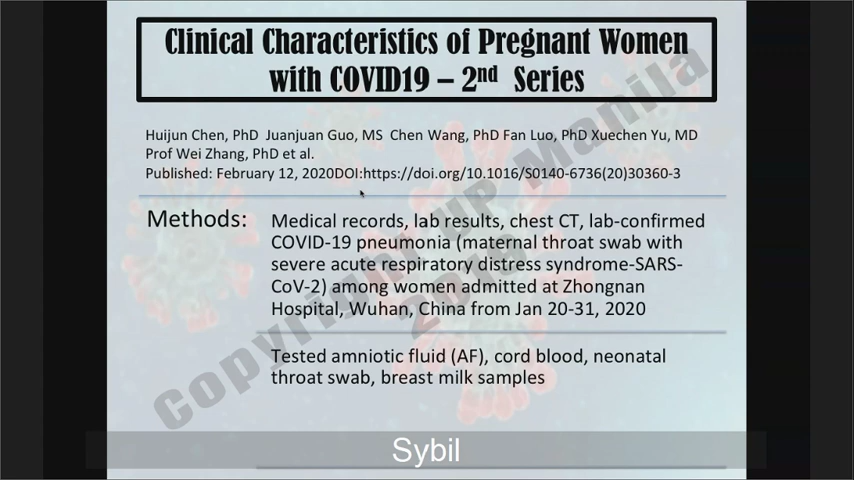 Clinical Characteristics of Pregnant Women
with COVID19 – 2nd Series
Huijun Chen, PhD Juanjuan Guo, MS Chen Wang, PhD Fan Luo, PhD Xuechen Yu, MD
Prof Wei Zhang, PhD et al.
Published: February 12, 2020DOI:https://doi.org/10.1016/S0140-6736(20)30360-3
Methods:
Medical records, lab results, chest CT, lab-confirmed
COVID-19 pneumonia (maternal throat swab with
severe acute respiratory distress syndrome-SARS-
CoV-2) among women admitted at Zhongnan
Hospital, Wuhan, China from Jan 20-31, 2020
Tested amniotic fluid (AF), cord blood, neonatal
throat swab, breast milk samples
Copyright UP Manila
Sybil